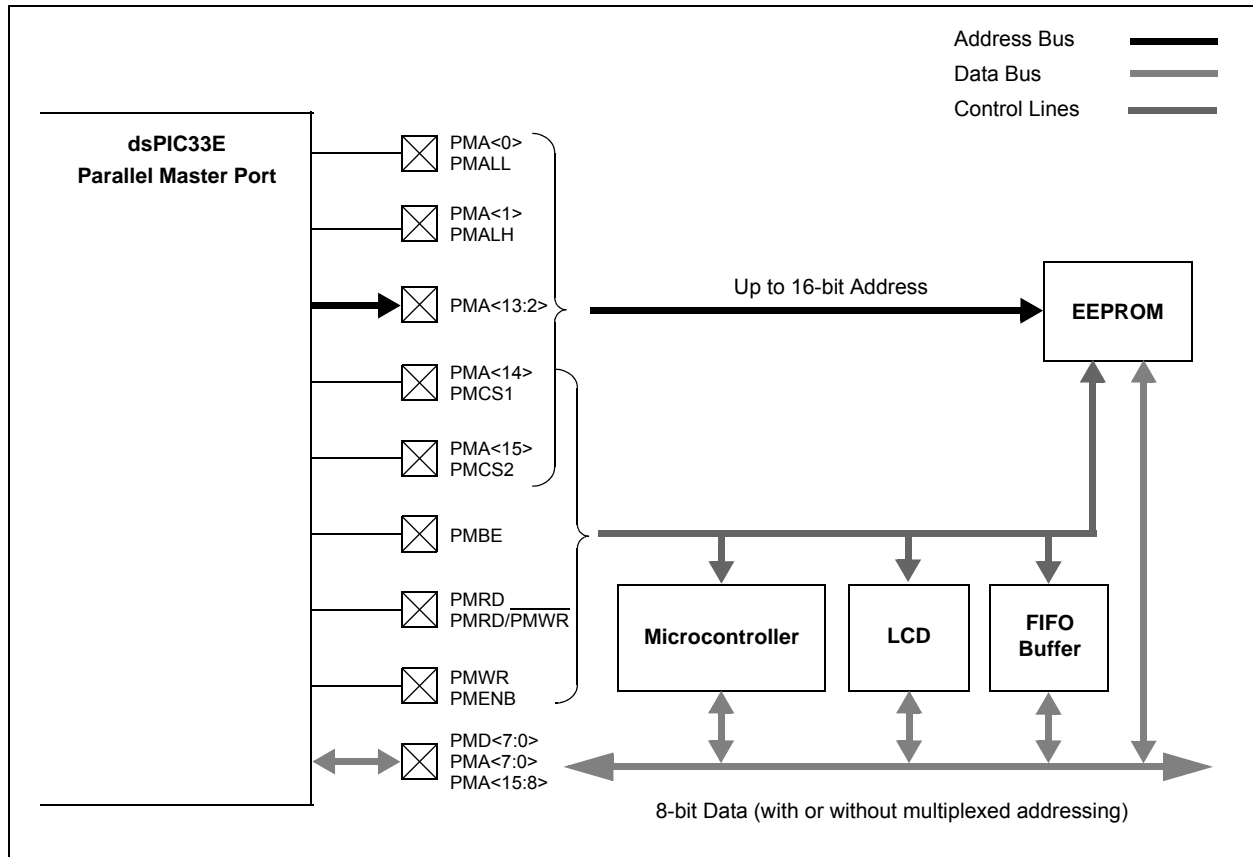 Address Bus
Data Bus
Control Lines
dsPIC33E
Parallel Master Port
PMA<0>
PMALL
PMA<1>
PMALH
PMA<13:2>
PMA<14>
PMCS1
PMA<15>
PMCS2
PMBE
PMRD
PMRD/PMWR
PMWR
PMENB
PMD<7:0>
PMA<7:0>
PMA<15:8>
Up to 16-bit Address
EEPROM
Microcontroller
LCD
FIFO
Buffer
8-bit Data (with or without multiplexed addressing)